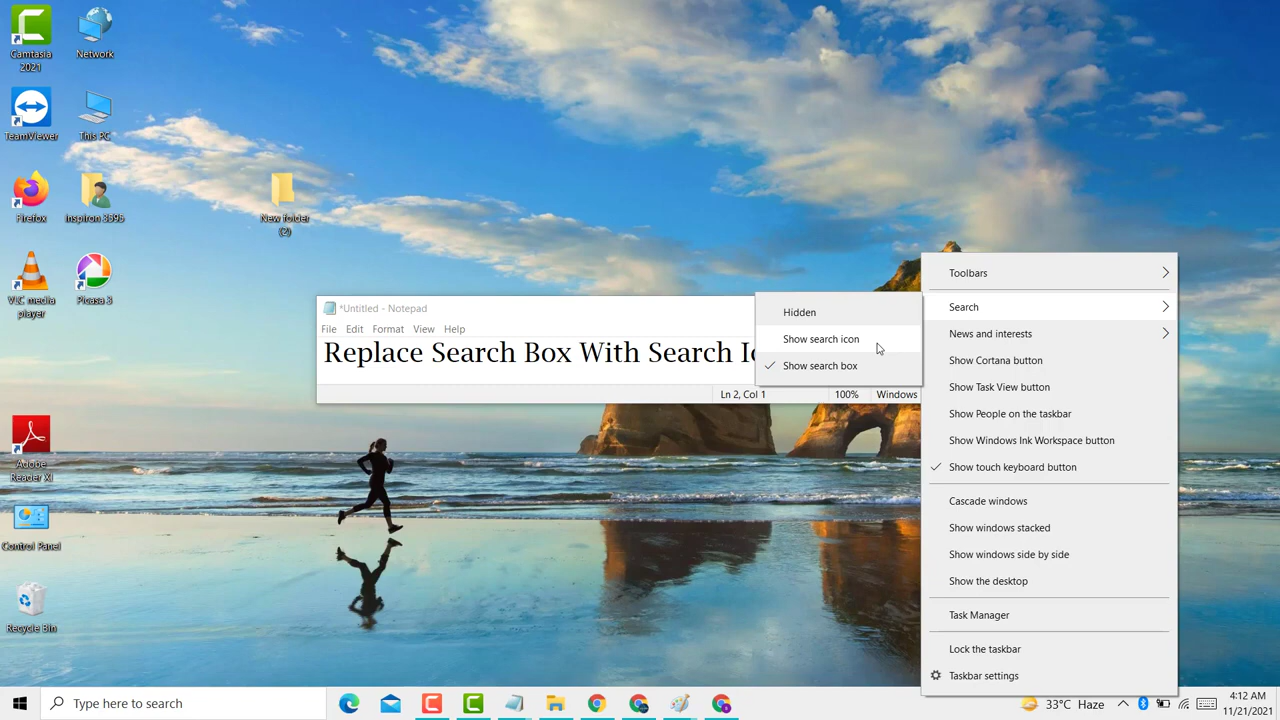 Camtasia
2021
Network
TeamViewer
This PC
Firefox
Inspiron 3395
New folder
(2)
VLC media
player
Picasa 3
Adobe
Reader XI
Control Panel
Recycle Bin
*Untitled - Notepad
File Edit Format View Help
Replace Search Box With Search
Ln 2, Col 1 100% Windows
Hidden
Show search icon
Show search box
Toolbars
Search
News and interests
Show Cortana button
Show Task View button
Show People on the taskbar
Show Windows Ink Workspace button
Show touch keyboard button
Cascade windows
Show windows stacked
Show windows side by side
Show the desktop
Task Manager
Lock the taskbar
Taskbar settings
Type here to search
33°C Haze
4:12 AM
11/21/2021